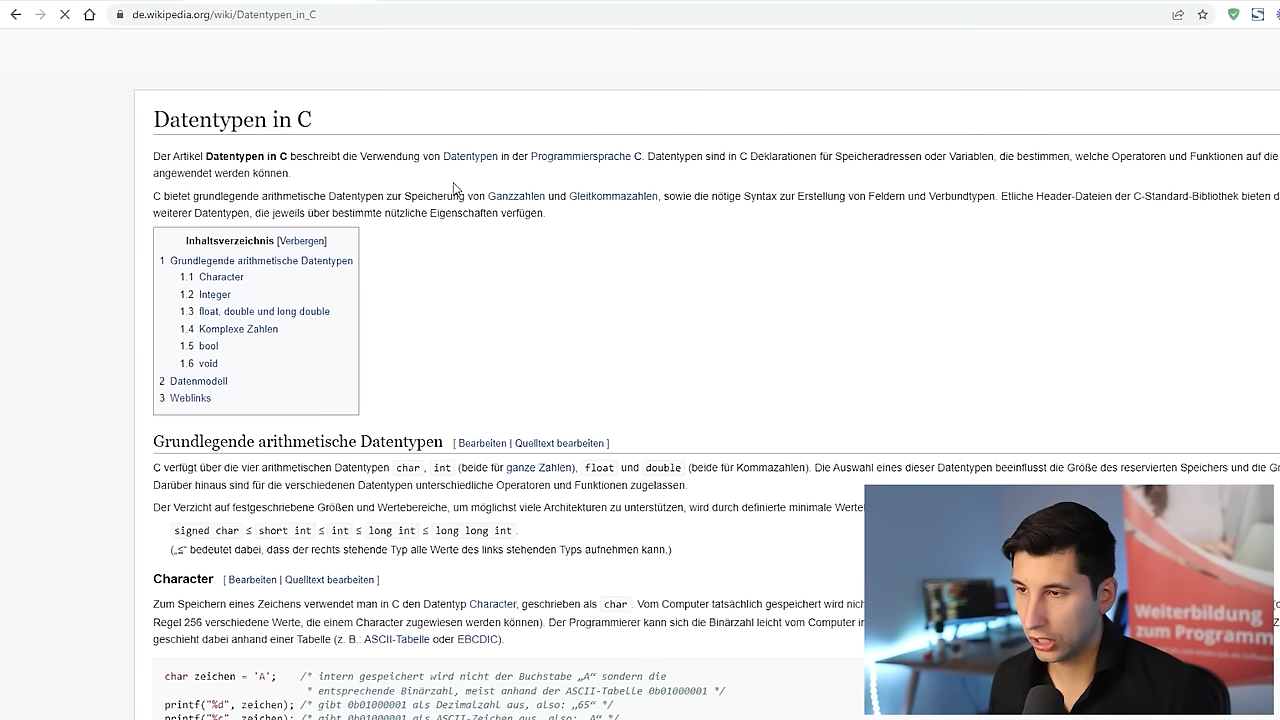 de.wikipedia.org/wiki/Datentypen_in_C
Datentypen in C
Der Artikel Datentypen in C beschreibt die Verwendung von Datentypen in der Programmiersprache C. Datentypen sind in C Deklarationen für Speicheradressen oder Variablen, die bestimmen, welche Operatoren und Funktionen auf die
angewendet werden können.
C bietet grundlegende arithmetische Datentypen zur Speicherung von Ganzzahlen und Gleitkommazahlen, sowie die nötige Syntax zur Erstellung von Feldern und Verbundtypen. Etliche Header-Dateien der C-Standard-Bibliothek bieten d
weiterer Datentypen, die jeweils über bestimmte nützliche Eigenschaften verfügen.
Inhaltsverzeichnis [Verbergen]
1 Grundlegende arithmetische Datentypen
1.1 Character
1.2 Integer
1.3 float, double und long double
1.4 Komplexe Zahlen
1.5 bool
1.6 void
2 Datenmodell
3 Weblinks
Grundlegende arithmetische Datentypen [ Bearbeiten | Quelltext bearbeiten ]
C verfügt über die vier arithmetischen Datentypen char, int (beide für ganze Zahlen), float und double (beide für Kommazahlen). Die Auswahl eines dieser Datentypen beeinflusst die Größe des reservierten Speichers und die Gr
Darüber hinaus sind für die verschiedenen Datentypen unterschiedliche Operatoren und Funktionen zugelassen.
Der Verzicht auf festgeschriebene Größen und Wertebereiche, um möglichst viele Architekturen zu unterstützen, wird durch definierte minimale Werte
signed char ≤ short int ≤ int ≤ long int ≤ long long int.
(„≤“ bedeutet dabei, dass der rechts stehende Typ alle Werte des links stehenden Typs aufnehmen kann.)
Character [ Bearbeiten | Quelltext bearbeiten ]
Zum Speichern eines Zeichens verwendet man in C den Datentyp Character, geschrieben als char. Vom Computer tatsächlich gespeichert wird nich
Regel 256 verschiedene Werte, die einem Character zugewiesen werden können). Der Programmierer kann sich die Binärzahl leicht vom Computer in
geschieht dabei anhand einer Tabelle (z. B.: ASCII-Tabelle oder EBCDIC).
char zeichen = 'A'; /* intern gespeichert wird nicht der Buchstabe „A“ sondern die
* entsprechende Binärzahl, meist anhand der ASCII-Tabelle 0b01000001 */
printf("%d", zeichen); /* gibt 0b01000001 als Dezimalzahl aus, also: „65“ */
printf("%c", zeichen); /* gibt 0b01000001 als ASCII-Zeichen aus, also: „A“ */
Weiterbildung
zum Programm